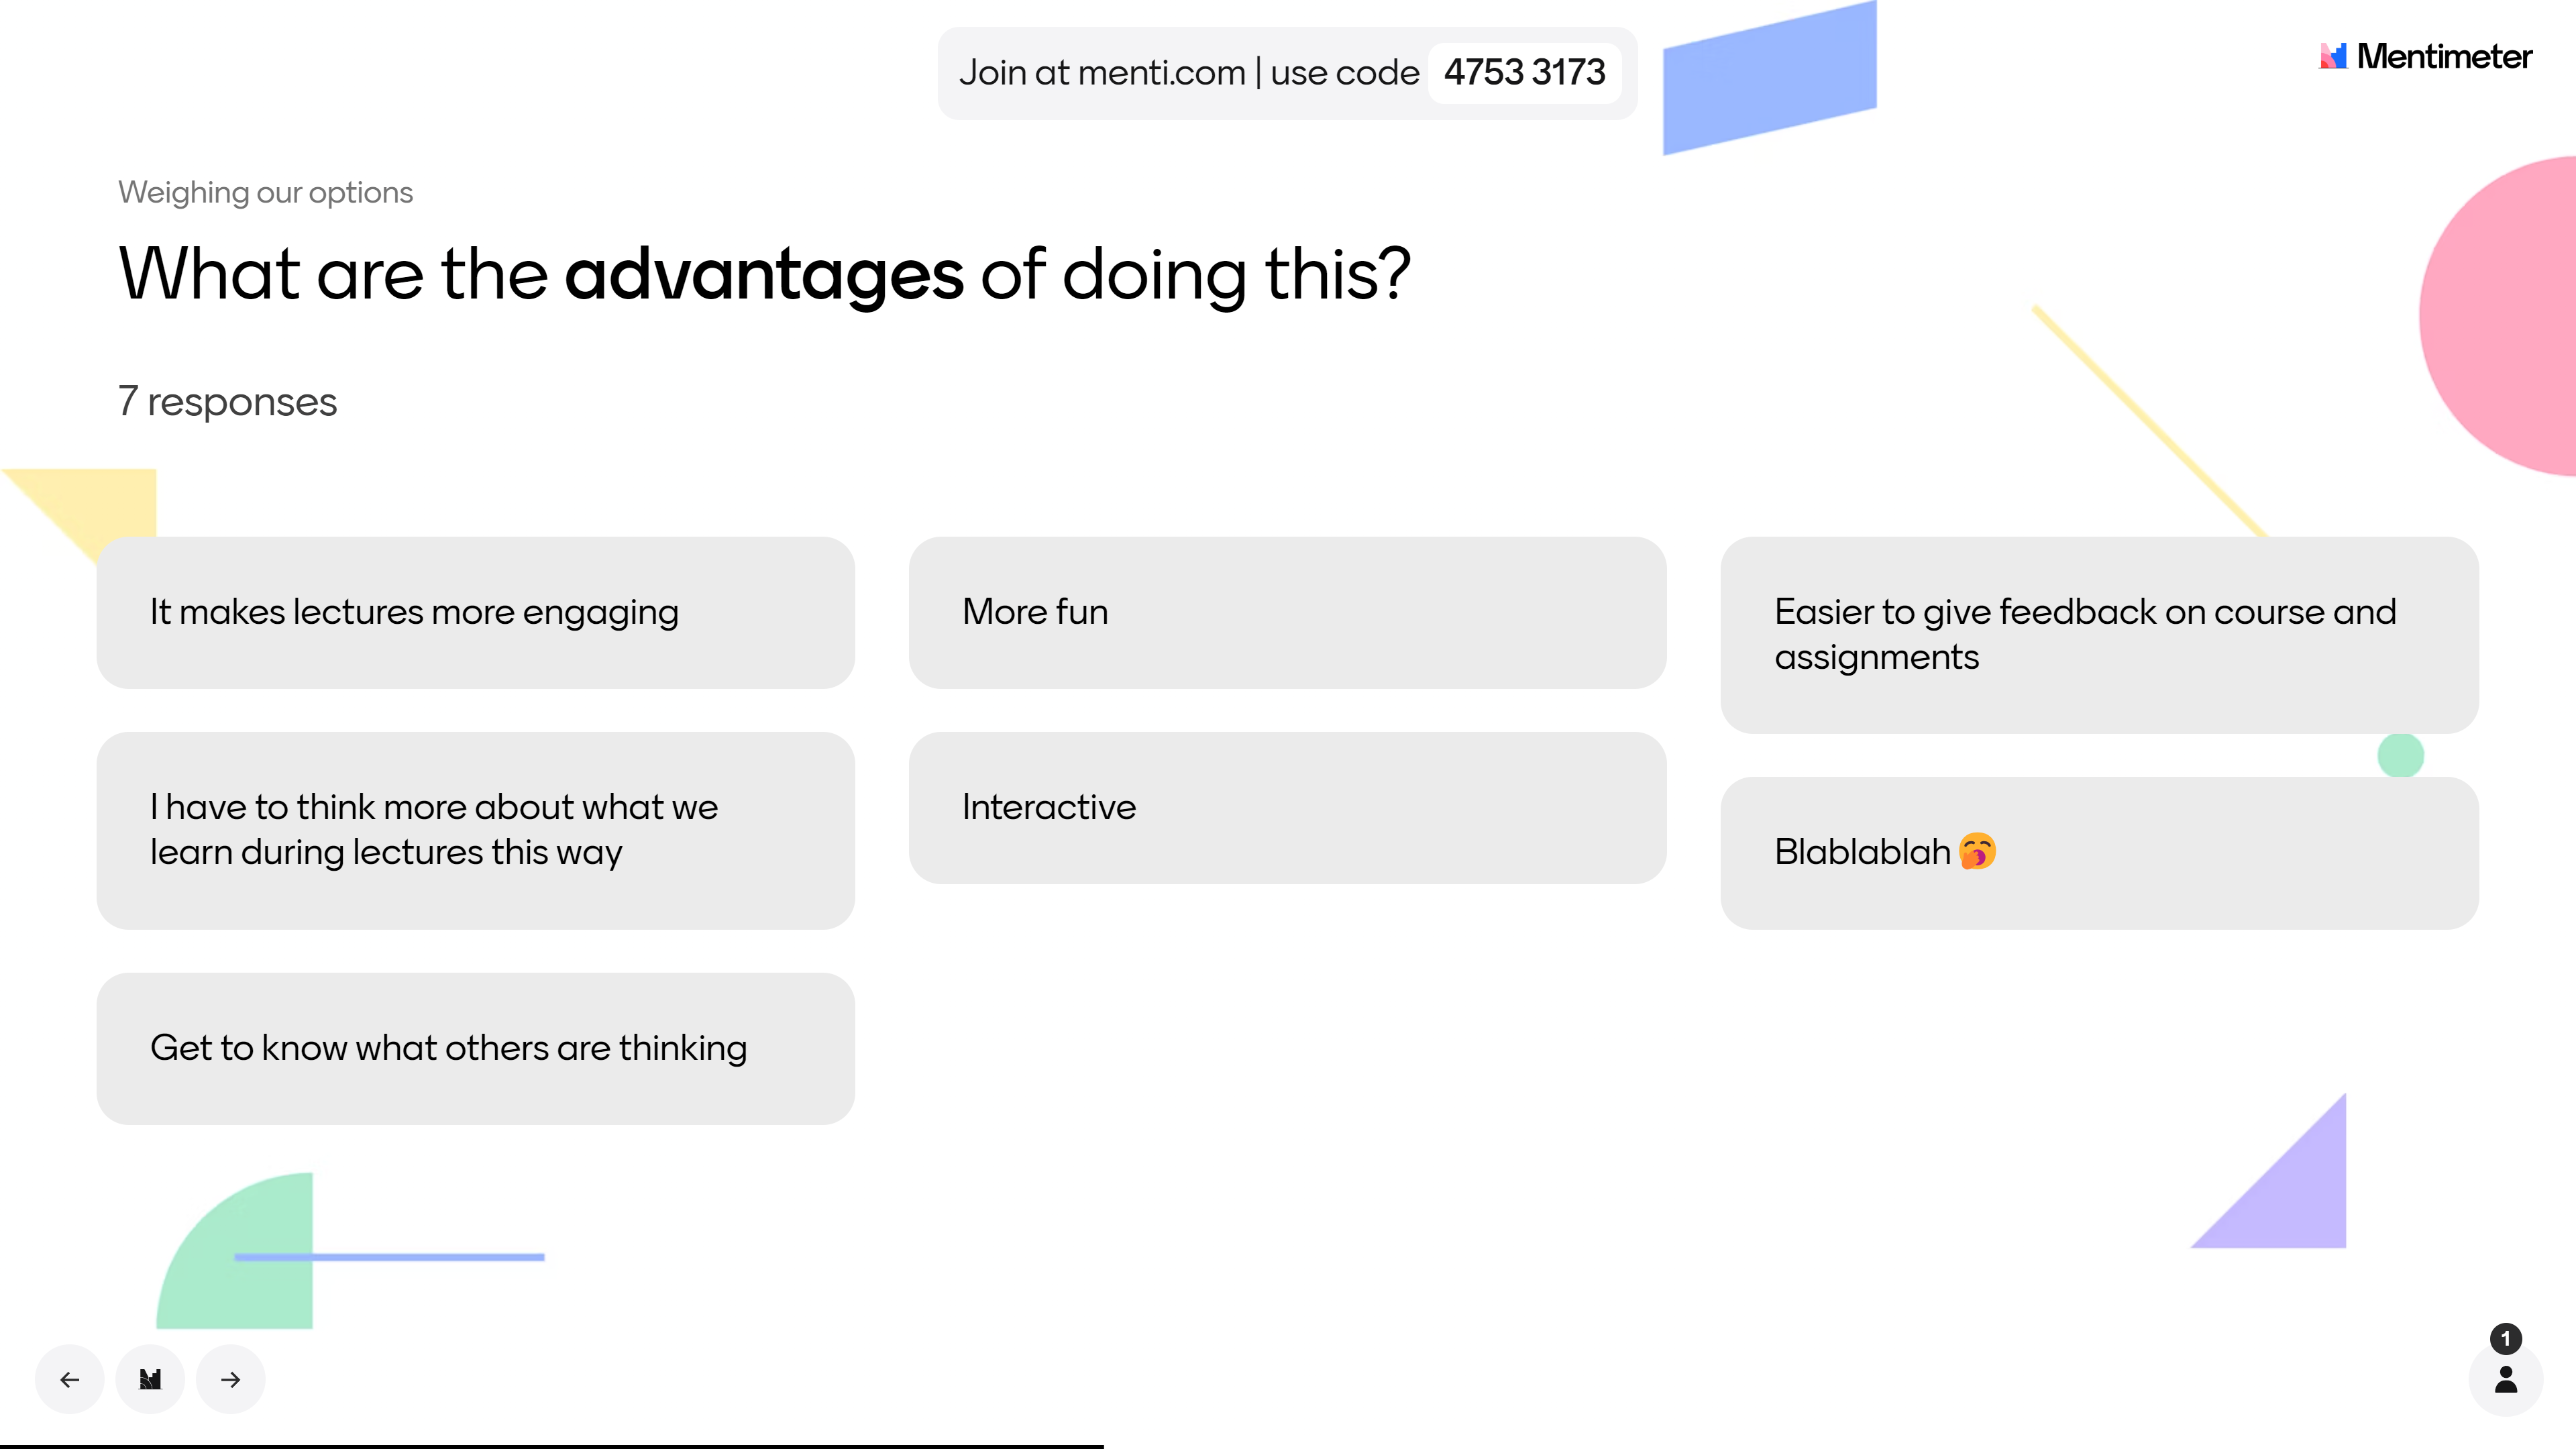 Join at menti.com | use code 4753 3173
Mentimeter
Weighing our options
What are the advantages of doing this?
7 responses
It makes lectures more engaging
More fun
Easier to give feedback on course and
assignments
I have to think more about what we
learn during lectures this way
Interactive
Blablablah 🥱
Get to know what others are thinking
1